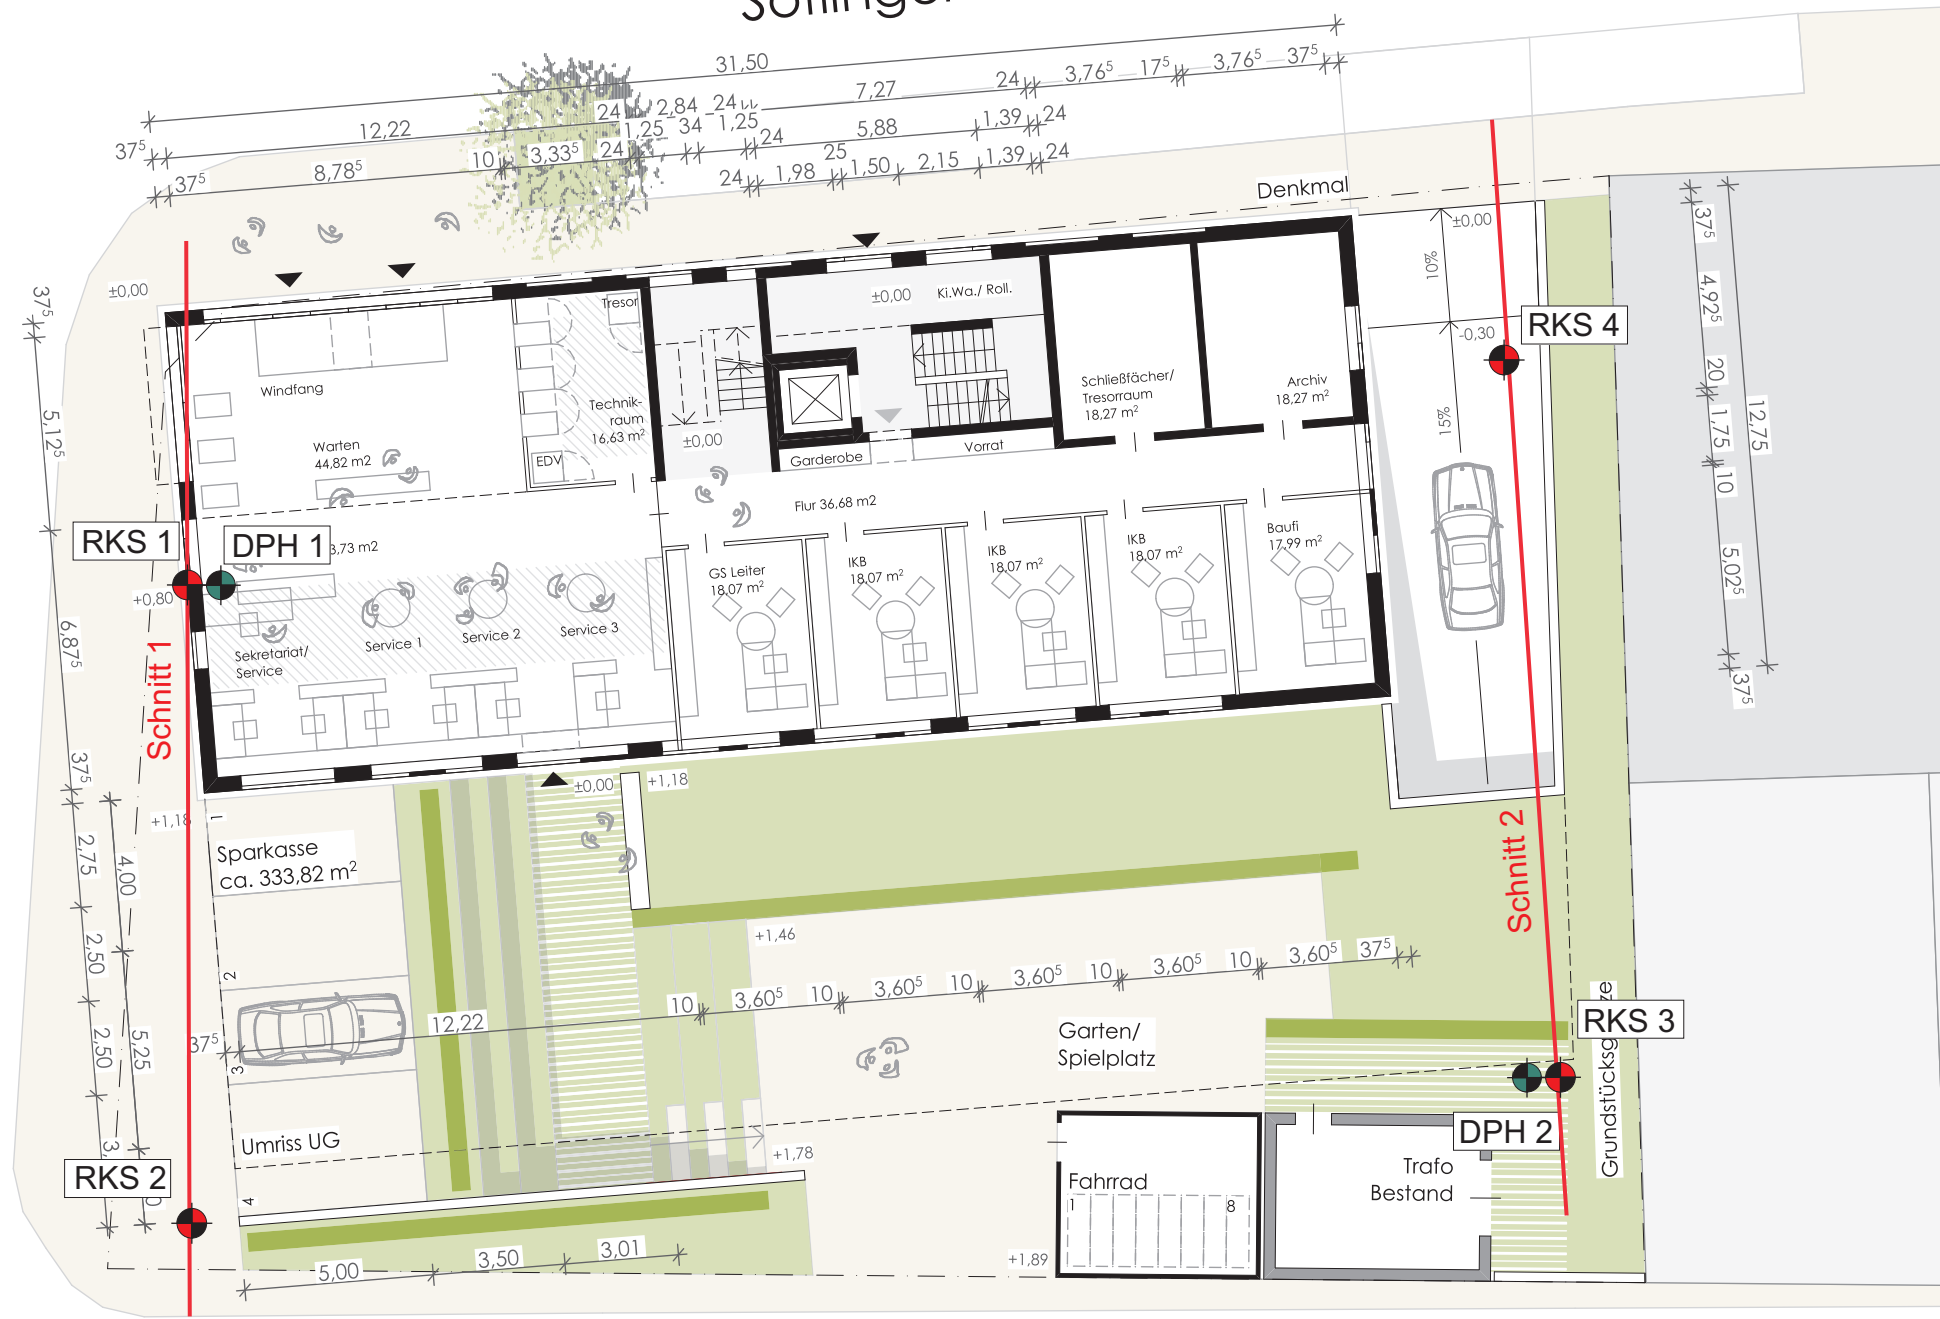 31,50
12,22
24
2,84
24
7,27
24
3,76⁵
17⁵
3,76⁵
37⁵
37⁵
1,25
34
1,25
24
5,88
1,39
24
37⁵
8,78⁵
10
3,33⁵
24
25
24
1,98
1,50
2,15
1,39
24
Denkmal
±0,00
±0,00
10%
-0,30
15%
RKS 4
±0,00
Ki.Wa./ Roll.
Tresor
Windfang
Warten
44,82 m2
Technik-
raum
16,63 m²
EDV
±0,00
Garderobe
Vorrat
Schließfächer/
Tresorraum
18,27 m²
Archiv
18,27 m²
Flur 36,68 m2
RKS 1
DPH 1
3,73 m2
+0,80
Schnitt 1
Sekretariat/
Service
Service 1
Service 2
Service 3
GS Leiter
18,07 m²
IKB
18,07 m²
IKB
18,07 m²
IKB
18,07 m²
Baufi
17,99 m²
37⁵
5,12⁵
6,87⁵
37⁵
2,75
4,00
2,50
2,50
5,25
3,
0
37⁵
4,92⁵
20
1,75
10
5,02⁵
37⁵
12,75
+1,18
±0,00
+1,18
Sparkasse
ca. 333,82 m²
1
2
3
4
+1,46
Schnitt 2
37⁵
12,22
10
3,60⁵
10
3,60⁵
10
3,60⁵
10
3,60⁵
10
3,60⁵
37⁵
Garten/
Spielplatz
RKS 3
DPH 2
Umriss UG
+1,78
RKS 2
Fahrrad
1
8
Trafo
Bestand
+1,89
5,00
3,50
3,01